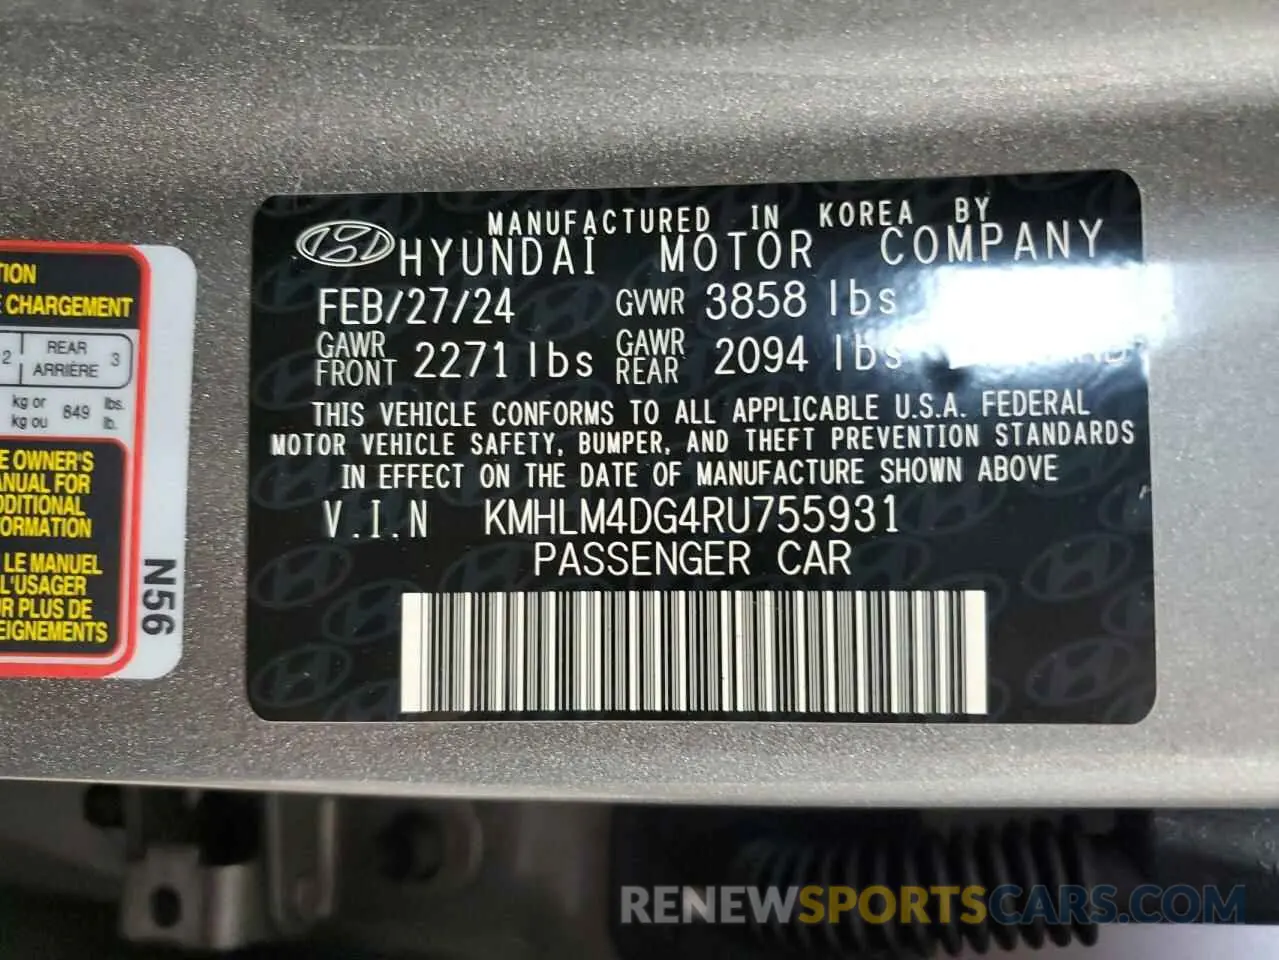 MANUFACTURED IN KOREA BY
HYUNDAI MOTOR COMPANY
FEB/27/24 GVWR 3858 lbs
GAWR FRONT 2271 lbs GAWR REAR 2094 lbs
THIS VEHICLE CONFORMS TO ALL APPLICABLE U.S.A. FEDERAL
MOTOR VEHICLE SAFETY, BUMPER, AND THEFT PREVENTION STANDARDS
IN EFFECT ON THE DATE OF MANUFACTURE SHOWN ABOVE
V.I.N KMHLM4DG4RU755931
PASSENGER CAR
TION
E CHARGEMENT
2 REAR ARRIÈRE 3
kg or 849 lbs.
kg ou lb.
E OWNER'S
ANUAL FOR
DDITIONAL
ORMATION
LE MANUEL
L'USAGER
R PLUS DE
EIGNEMENTS
N56
RENEWSPORTSCARS.COM